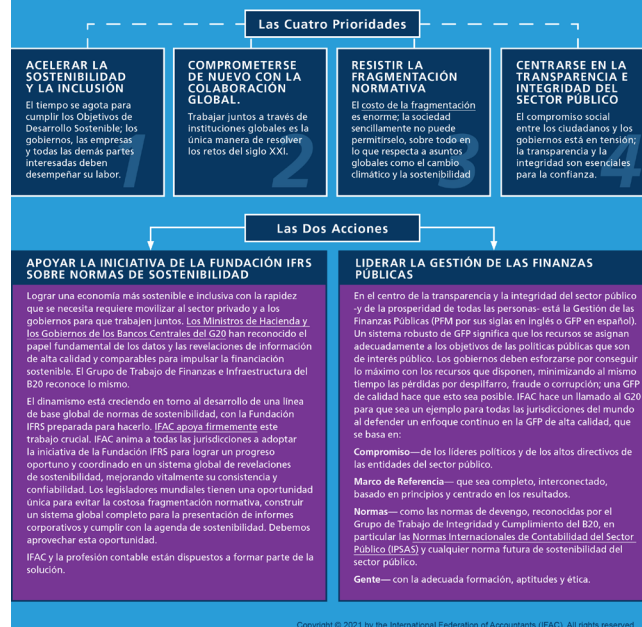 Las Cuatro Prioridades
ACELERAR LA
SOSTENIBILIDAD
Y LA INCLUSIÓN
El tiempo se agota para
cumplir los Objetivos de
Desarrollo Sostenible; los
gobiernos, las empresas
y todas las demás partes
interesadas deben
desempeñar su labor.
1
COMPROMETERSE
DE NUEVO CON LA
COLABORACIÓN
GLOBAL.
Trabajar juntos a través de
instituciones globales es la
única manera de resolver
los retos del siglo XXI.
2
RESISTIR LA
FRAGMENTACIÓN
NORMATIVA
El costo de la fragmentación
es enorme; la sociedad
sencillamente no puede
permitírselo, sobre todo en
lo que respecta a asuntos
globales como el cambio
climático y la sostenibilidad
3
CENTRARSE EN LA
TRANSPARENCIA E
INTEGRIDAD DEL
SECTOR PÚBLICO
El compromiso social
entre los ciudadanos y los
gobiernos está en tensión;
la transparencia y la
integridad son esenciales
para la confianza.
4
Las Dos Acciones
APOYAR LA INICIATIVA DE LA FUNDACIÓN IFRS
SOBRE NORMAS DE SOSTENIBILIDAD
Lograr una economía más sostenible e inclusiva con la rapidez
que se necesita requiere movilizar al sector privado y a los
gobiernos para que trabajen juntos. Los Ministros de Hacienda y
los Gobiernos de los Bancos Centrales del G20 han reconocido el
papel fundamental de los datos y las revelaciones de información
de alta calidad y comparables para impulsar la financiación
sostenible. El Grupo de Trabajo de Finanzas e Infraestructura del
B20 reconoce lo mismo.
El dinamismo está creciendo en torno al desarrollo de una línea
de base global de normas de sostenibilidad, con la Fundación
IFRS preparada para hacerlo. IFAC apoya firmemente este
trabajo crucial. IFAC anima a todas las jurisdicciones a adoptar
la iniciativa de la Fundación IFRS para lograr un progreso
oportuno y coordinado en un sistema global de revelaciones
de sostenibilidad, mejorando vitalmente su consistencia y
confiabilidad. Los legisladores mundiales tienen una oportunidad
única para evitar la costosa fragmentación normativa, construir
un sistema global completo para la presentación de informes
corporativos y cumplir con la agenda de sostenibilidad. Debemos
aprovechar esta oportunidad.
IFAC y la profesión contable están dispuestos a formar parte de la
solución.
LIDERAR LA GESTIÓN DE LAS FINANZAS
PÚBLICAS
En el centro de la transparencia y la integridad del sector público
-y de la prosperidad de todas las personas- está la Gestión de las
Finanzas Públicas (PFM por sus siglas en inglés o GFP en español).
Un sistema robusto de GFP significa que los recursos se asignan
adecuadamente a los objetivos de las políticas públicas que son
de interés público. Los gobiernos deben esforzarse por conseguir
lo máximo con los recursos que disponen, minimizando al mismo
tiempo las pérdidas por despilfarro, fraude o corrupción; una GFP
de calidad hace que esto sea posible. IFAC hace un llamado al G20
para que sea un ejemplo para todas las jurisdicciones del mundo
al defender un enfoque continuo en la GFP de alta calidad, que
se basa en:
Compromiso—de los líderes políticos y de los altos directivos de
las entidades del sector público.
Marco de Referencia— que sea completo, interconectado,
basado en principios y centrado en los resultados.
Normas— como las normas de devengo, reconocidas por el
Grupo de Trabajo de Integridad y Cumplimiento del B20, en
particular las Normas Internacionales de Contabilidad del Sector
Público (IPSAS) y cualquier norma futura de sostenibilidad del
sector público.
Gente— con la adecuada formación, aptitudes y ética.
Copyright © 2021 by the International Federation of Accountants (IFAC). All rights reserved